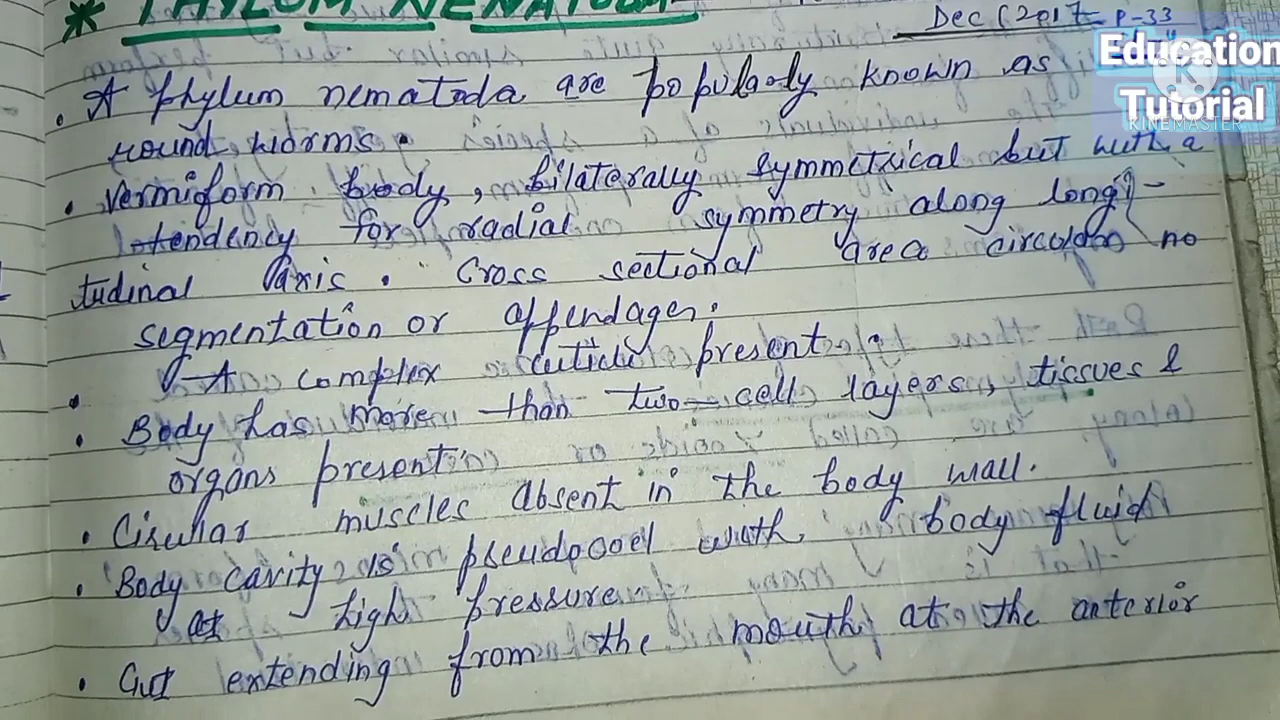 * PHYLUM NEMATODA
Dec (2017 P-33
Education
Tutorial
KINEMASTER
• A phylum nematoda are popularly known as
round worms.
• Vermiform body, bilaterally symmetrical but with a
tendency for radial symmetry along longi-
tudinal axis. Cross sectional area circular no
segmentation or appendages.
• A complex cuticle present.
• Body has more than two cell layers, tissues &
organs present
• Circular muscles absent in the body wall.
• Body cavity is pseudocoel with body fluid
at high pressure
• Gut extending from the mouth at the anterior